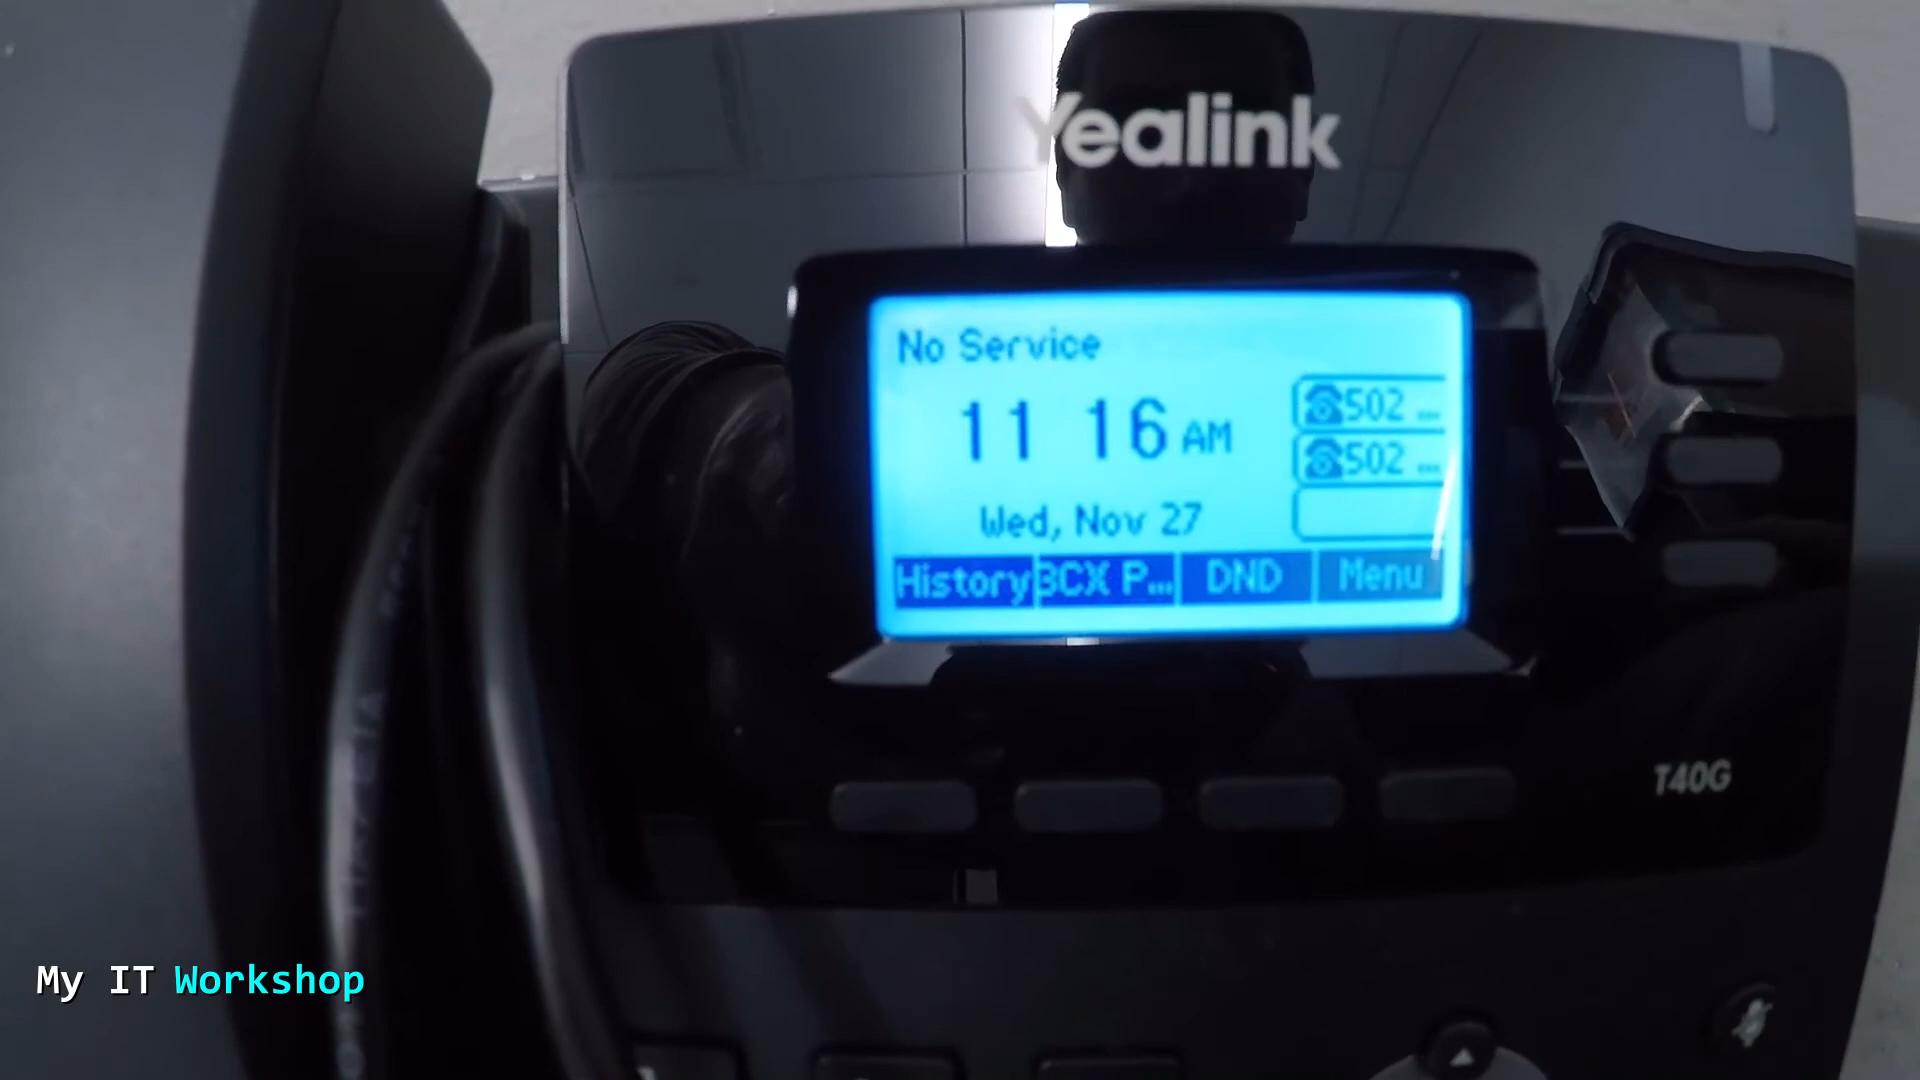 Yealink
No Service
11 16 AM
502 ...
502 ...
Wed, Nov 27
History 3CX P... DND Menu
T40G
My IT Workshop